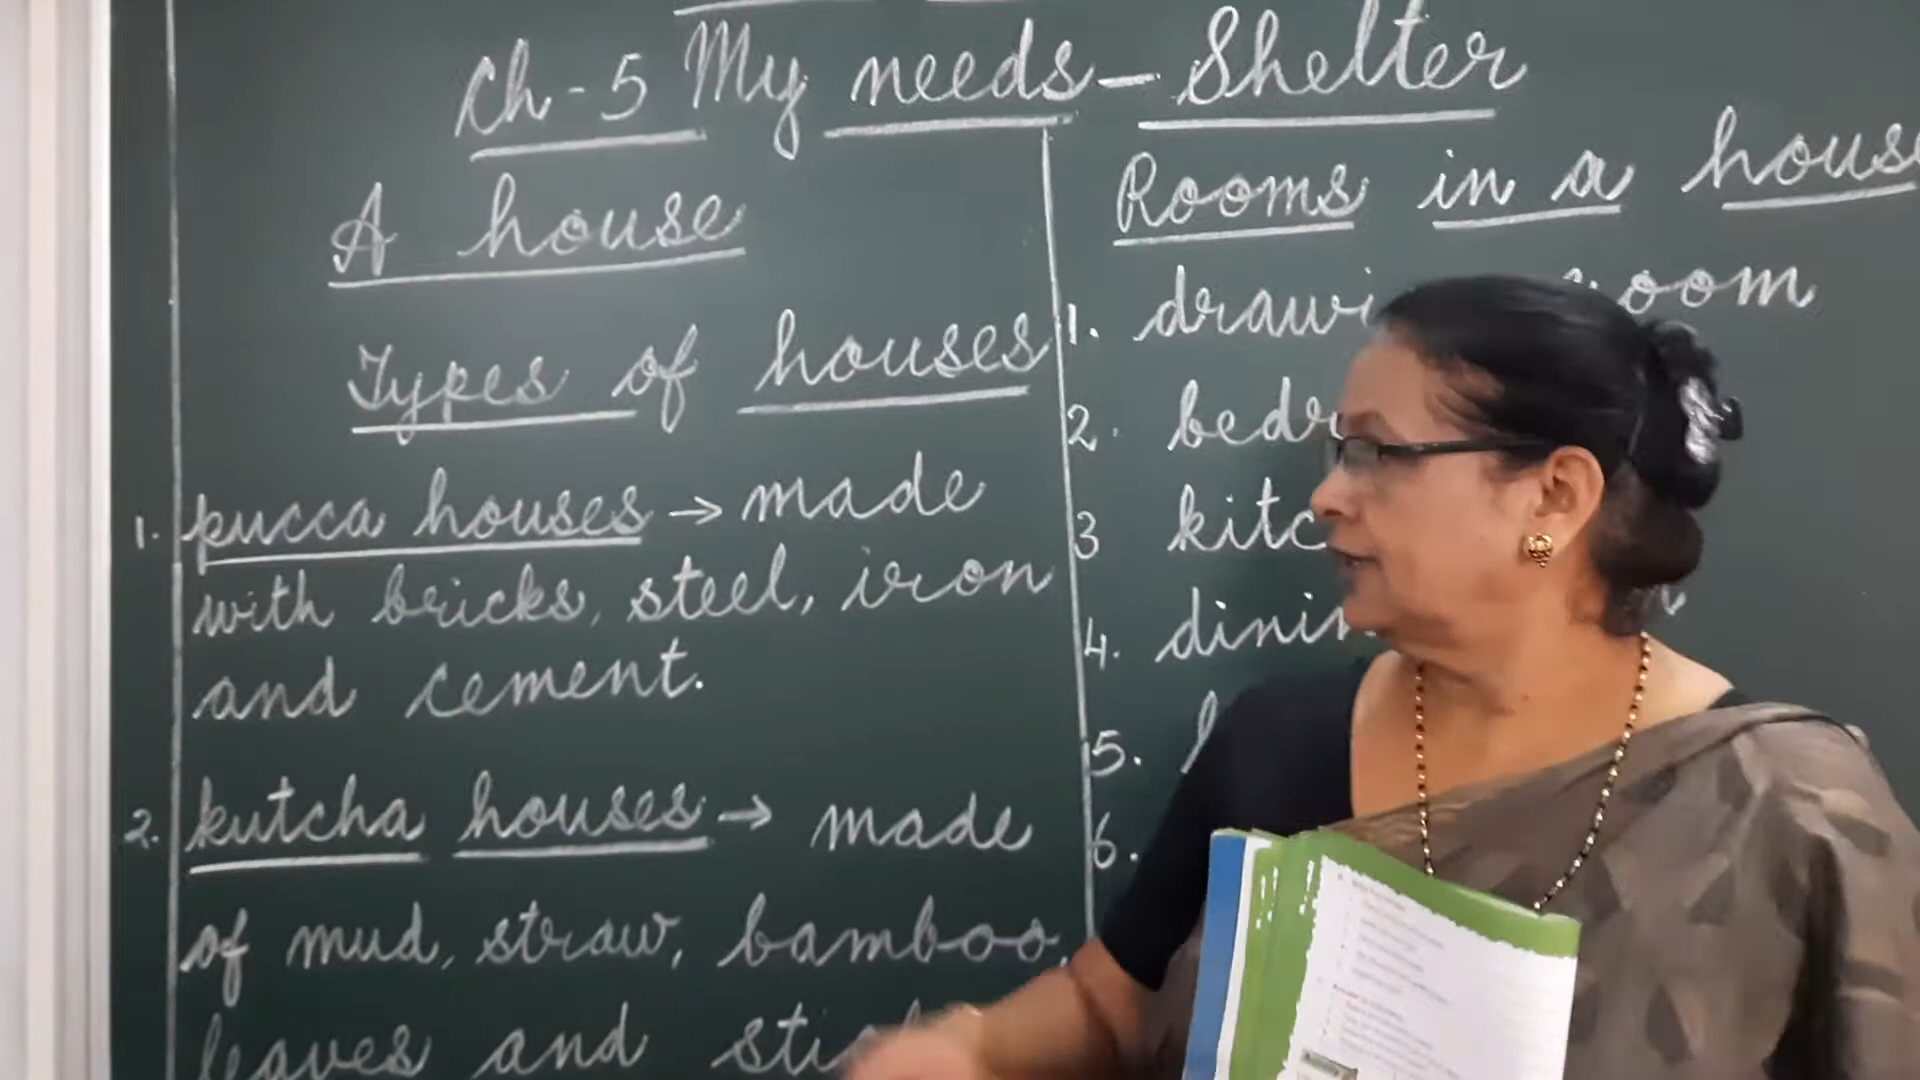 Ch-5 My needs - Shelter
A house
Types of houses
1. pucca houses → made
with bricks, steel, iron
and cement.
2. kutcha houses → made
of mud, straw, bamboo,
leaves and
Rooms in a house
1. room
2.
3
4.
5.
6.